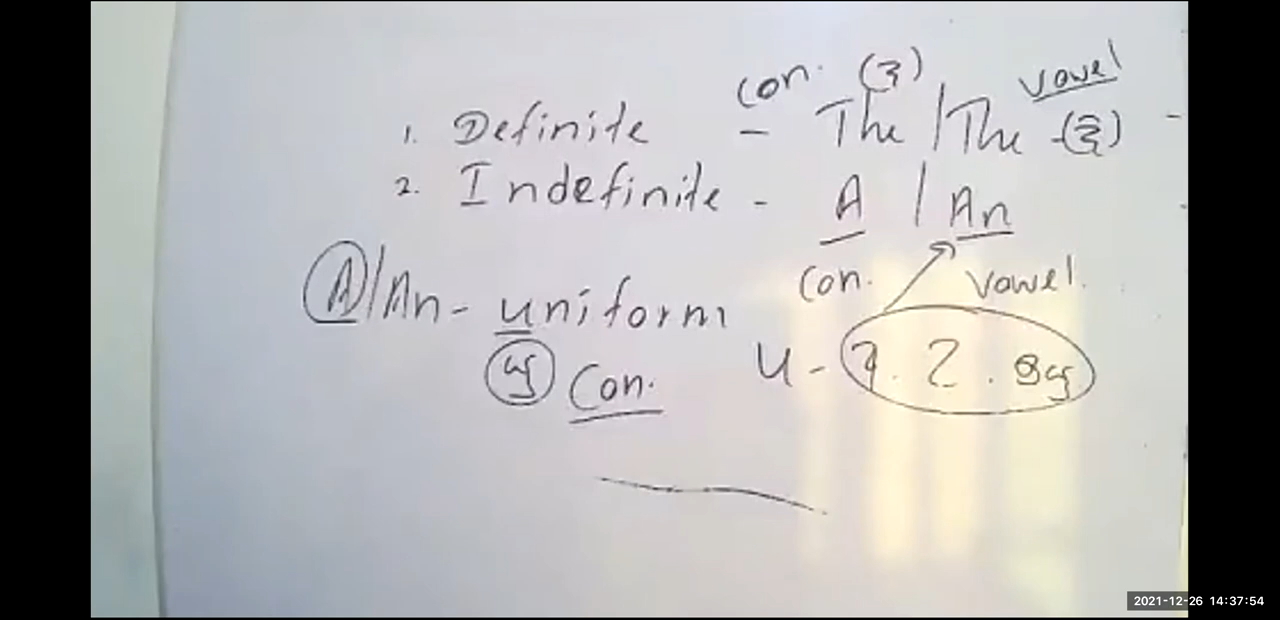 con. vowel
1. Definite - The / The -
2. Indefinite - A / An
con. vowel.
A/An - uniform
Con. u -
2021-12-26 14:37:54